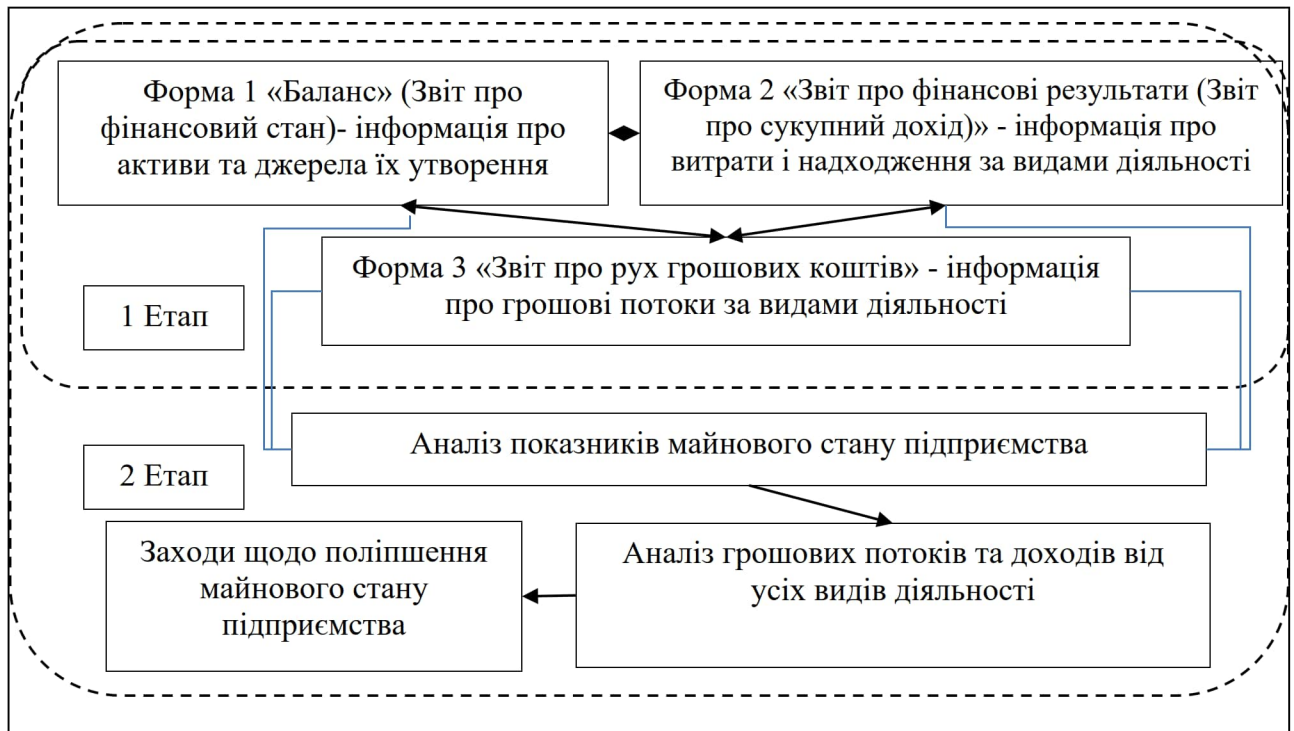 Форма 1 «Баланс» (Звіт про
фінансовий стан)- інформація про
активи та джерела їх утворення
Форма 2 «Звіт про фінансові результати (Звіт
про сукупний дохід)» - інформація про
витрати і надходження за видами діяльності
Форма 3 «Звіт про рух грошових коштів» - інформація
про грошові потоки за видами діяльності
1 Етап
Аналіз показників майнового стану підприємства
2 Етап
Заходи щодо поліпшення
майнового стану
підприємства
Аналіз грошових потоків та доходів від
усіх видів діяльності